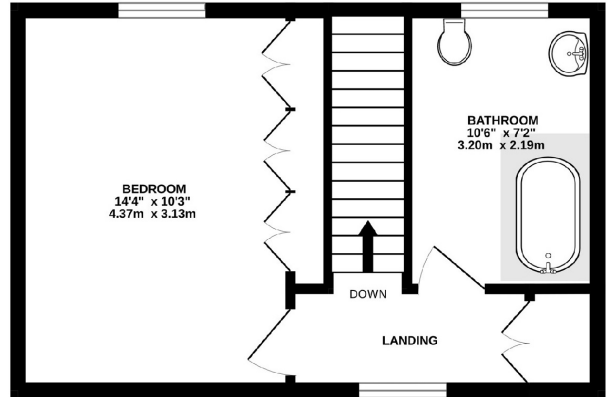 BEDROOM
14'4" x 10'3"
4.37m x 3.13m
BATHROOM
10'6" x 7'2"
3.20m x 2.19m
DOWN
LANDING